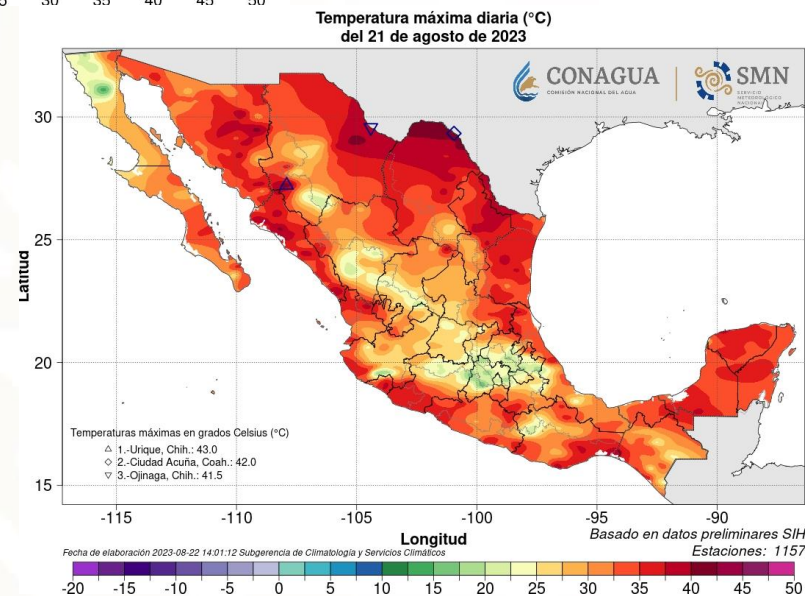 30 35 40 45 50
Temperatura máxima diaria (°C)
del 21 de agosto de 2023
CONAGUA
COMISIÓN NACIONAL DEL AGUA
SMN
SERVICIO
METEOROLÓGICO
NACIONAL
Latitud
30
25
20
15
Temperaturas máximas en grados Celsius (°C)
1.-Urique, Chih.: 43.0
2.-Ciudad Acuña, Coah.: 42.0
3.-Ojinaga, Chih.: 41.5
-115 -110 -105 -100 -95 -90
Longitud
Basado en datos preliminares SIH
Fecha de elaboración 2023-08-22 14:01:12 Subgerencia de Climatología y Servicios Climáticos
Estaciones: 1157
-20 -15 -10 -5 0 5 10 15 20 25 30 35 40 45 50